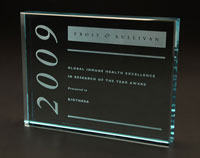 2009
FROST & SULLIVAN
GLOBAL IMMUNE HEALTH EXCELLENCE
IN RESEARCH OF THE YEAR AWARD
Presented to
BIOTHERA